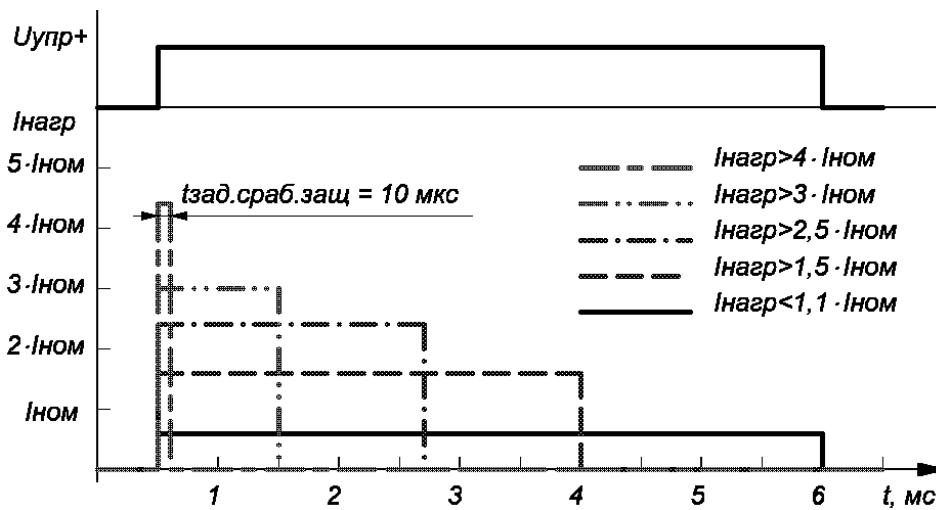 Uупр+
Iнагр
5·Iном
4·Iном
3·Iном
2·Iном
Iном
tзад.сраб.защ = 10 мкс
Iнагр>4·Iном
Iнагр>3·Iном
Iнагр>2,5·Iном
Iнагр>1,5·Iном
Iнагр<1,1·Iном
1 2 3 4 5 6 t, мс